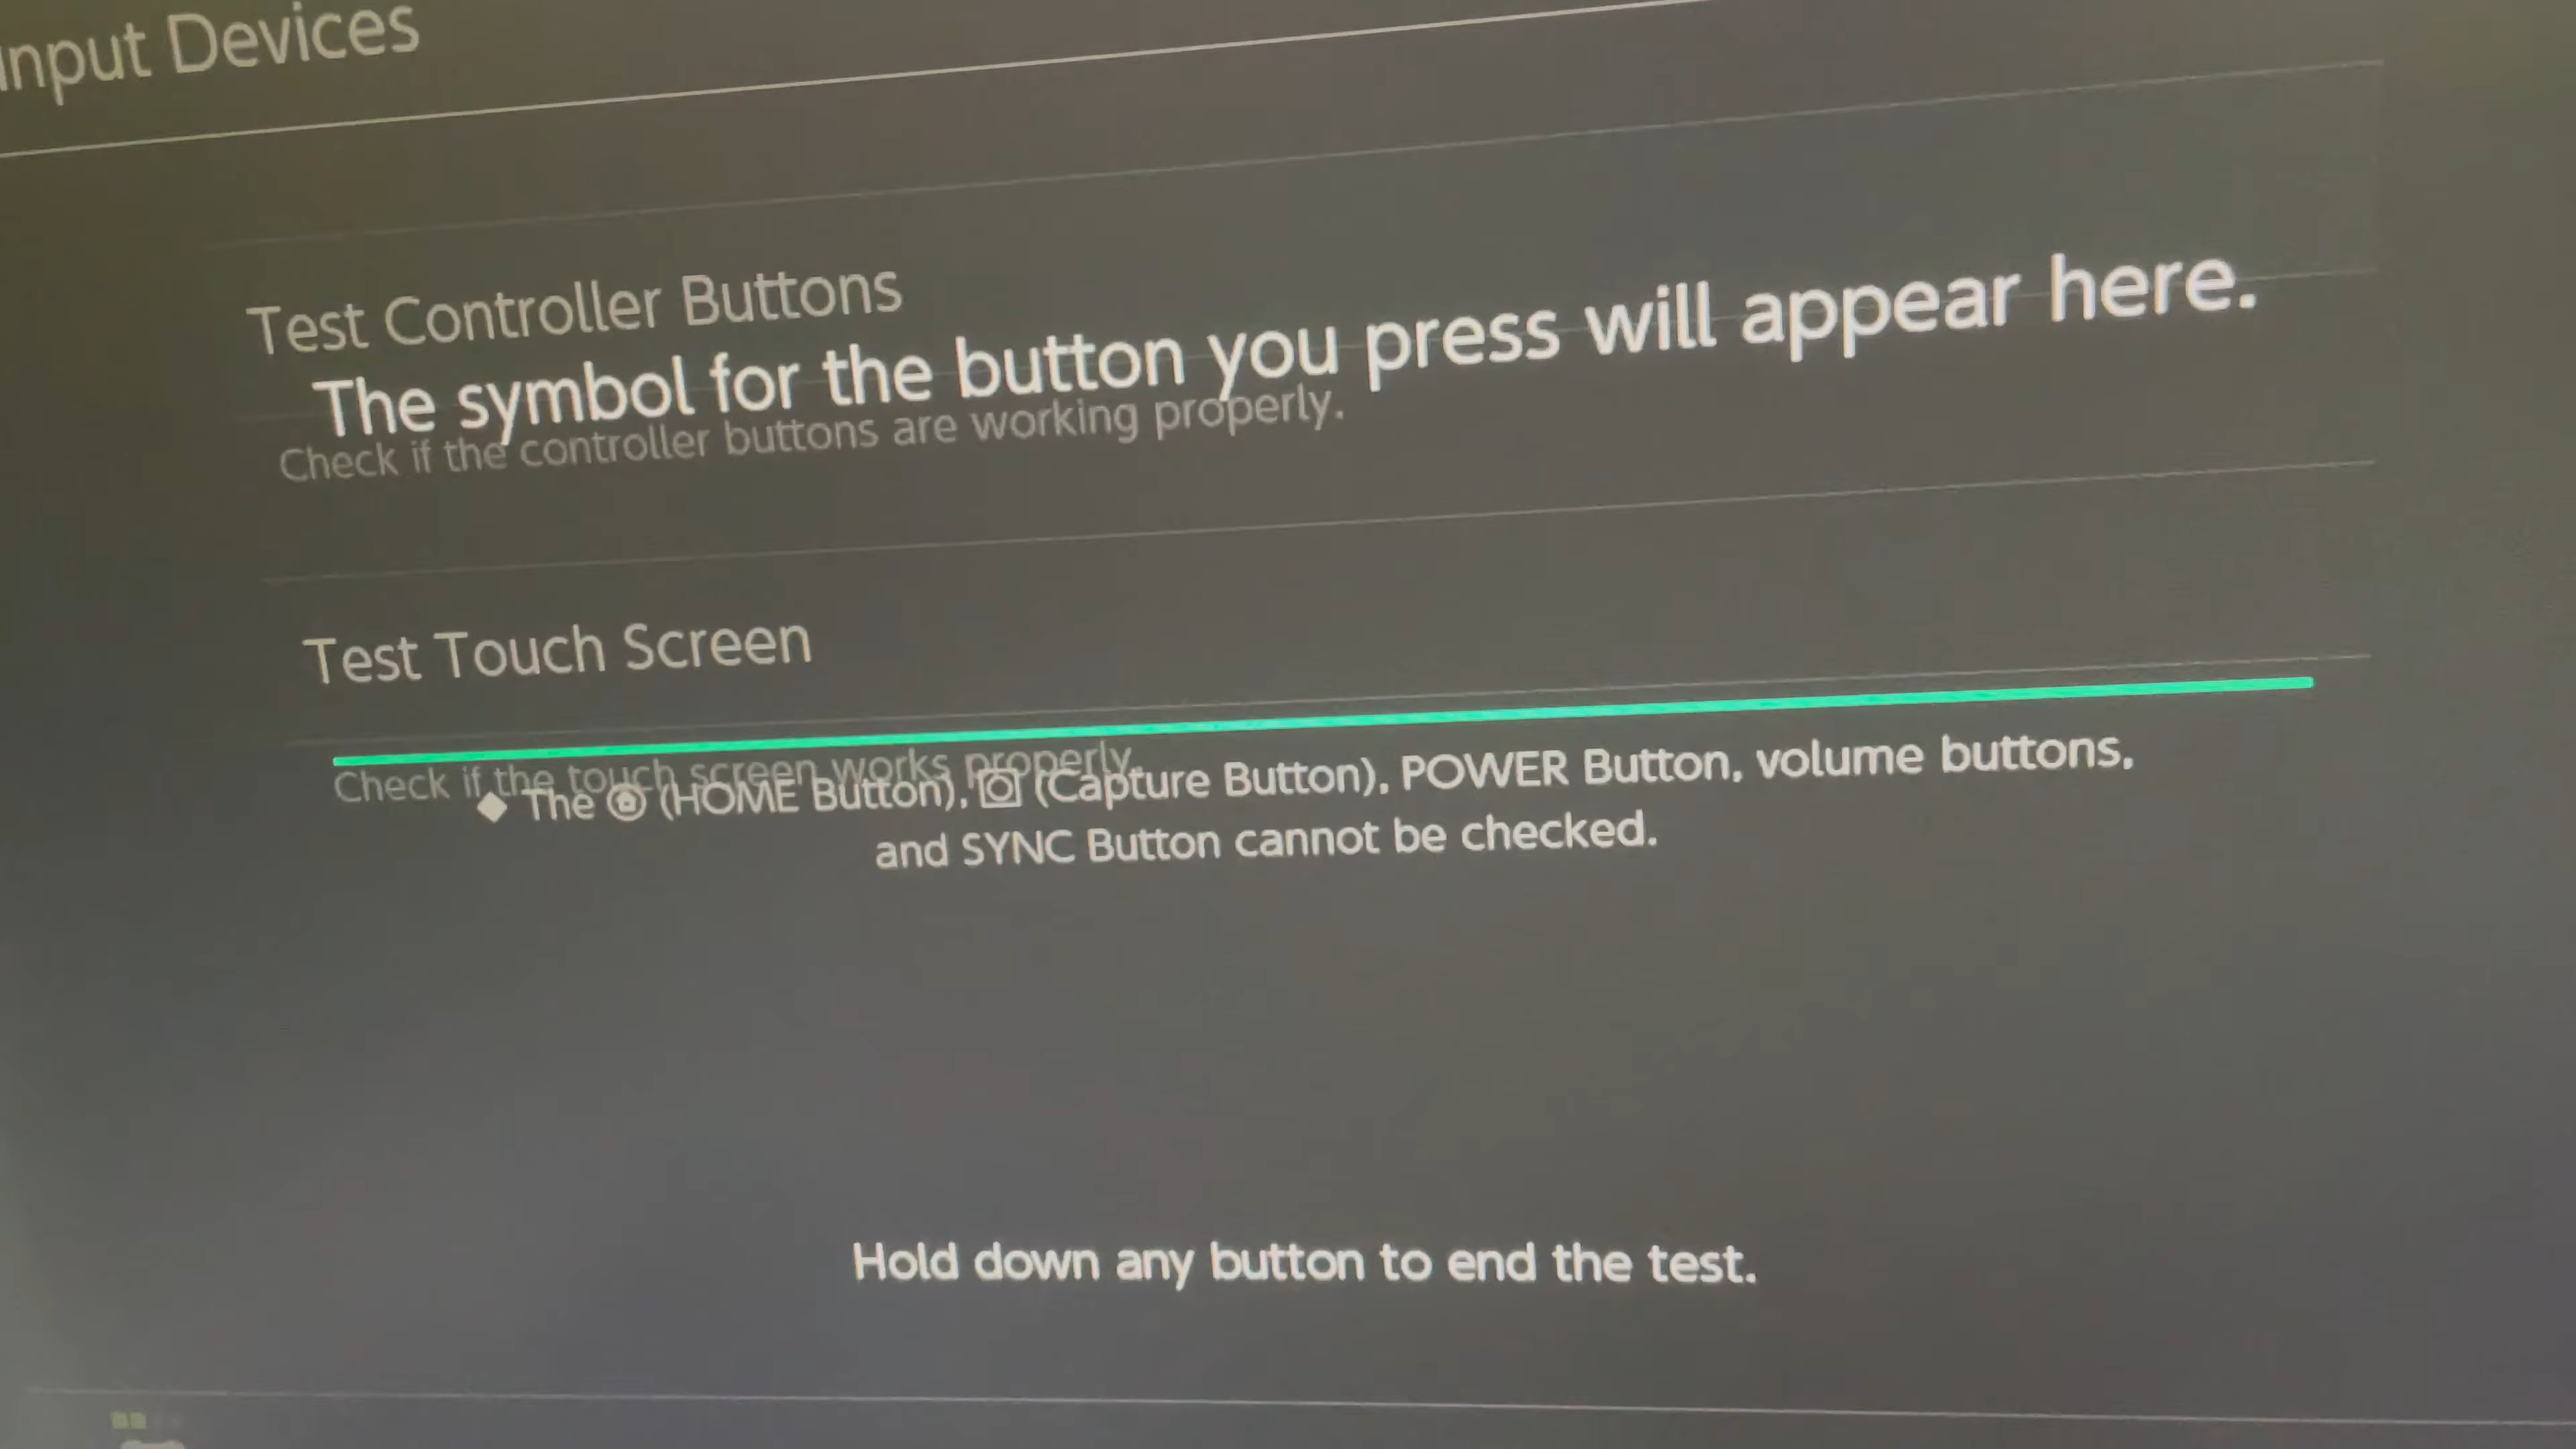 Input Devices
Test Controller Buttons
The symbol for the button you press will appear here.
Check if the controller buttons are working properly.
Test Touch Screen
Check if the touch screen works properly.
◆ The (HOME Button), (Capture Button), POWER Button, volume buttons,
and SYNC Button cannot be checked.
Hold down any button to end the test.